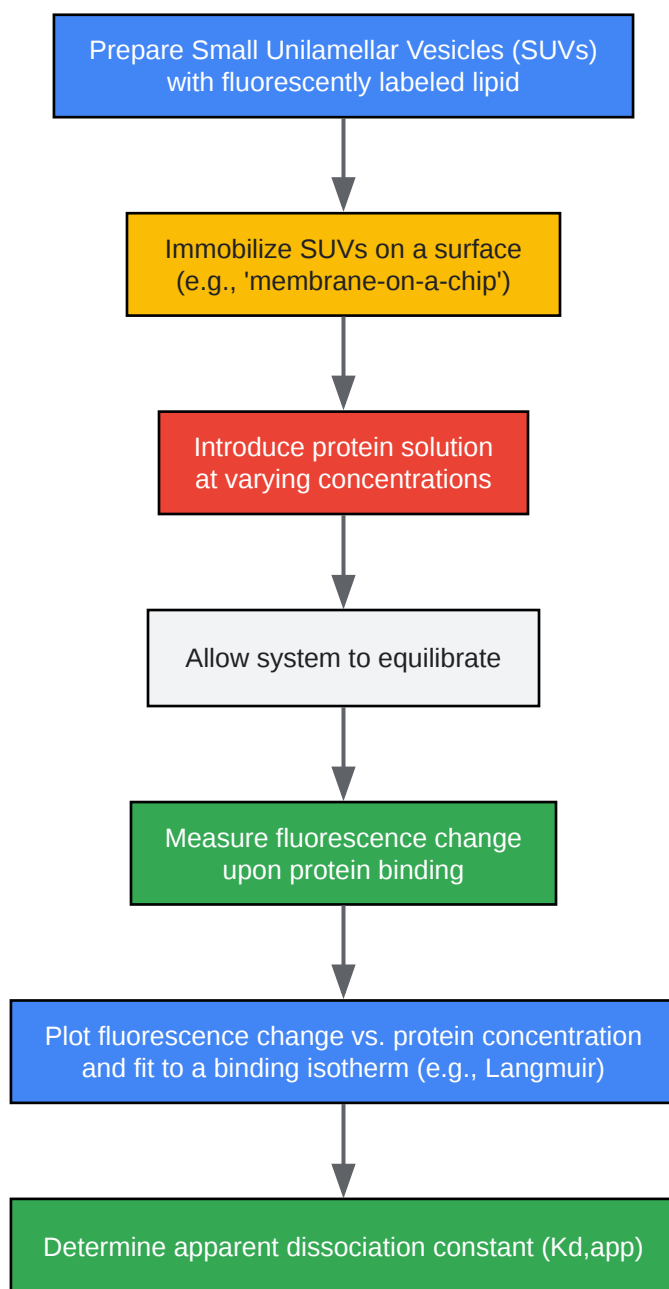 Prepare Small Unilamellar Vesicles (SUVs)
with fluorescently labeled lipid
Immobilize SUVs on a surface
(e.g., 'membrane-on-a-chip')
Introduce protein solution
at varying concentrations
Allow system to equilibrate
Measure fluorescence change
upon protein binding
Plot fluorescence change vs. protein concentration
and fit to a binding isotherm (e.g., Langmuir)
Determine apparent dissociation constant (Kd,app)